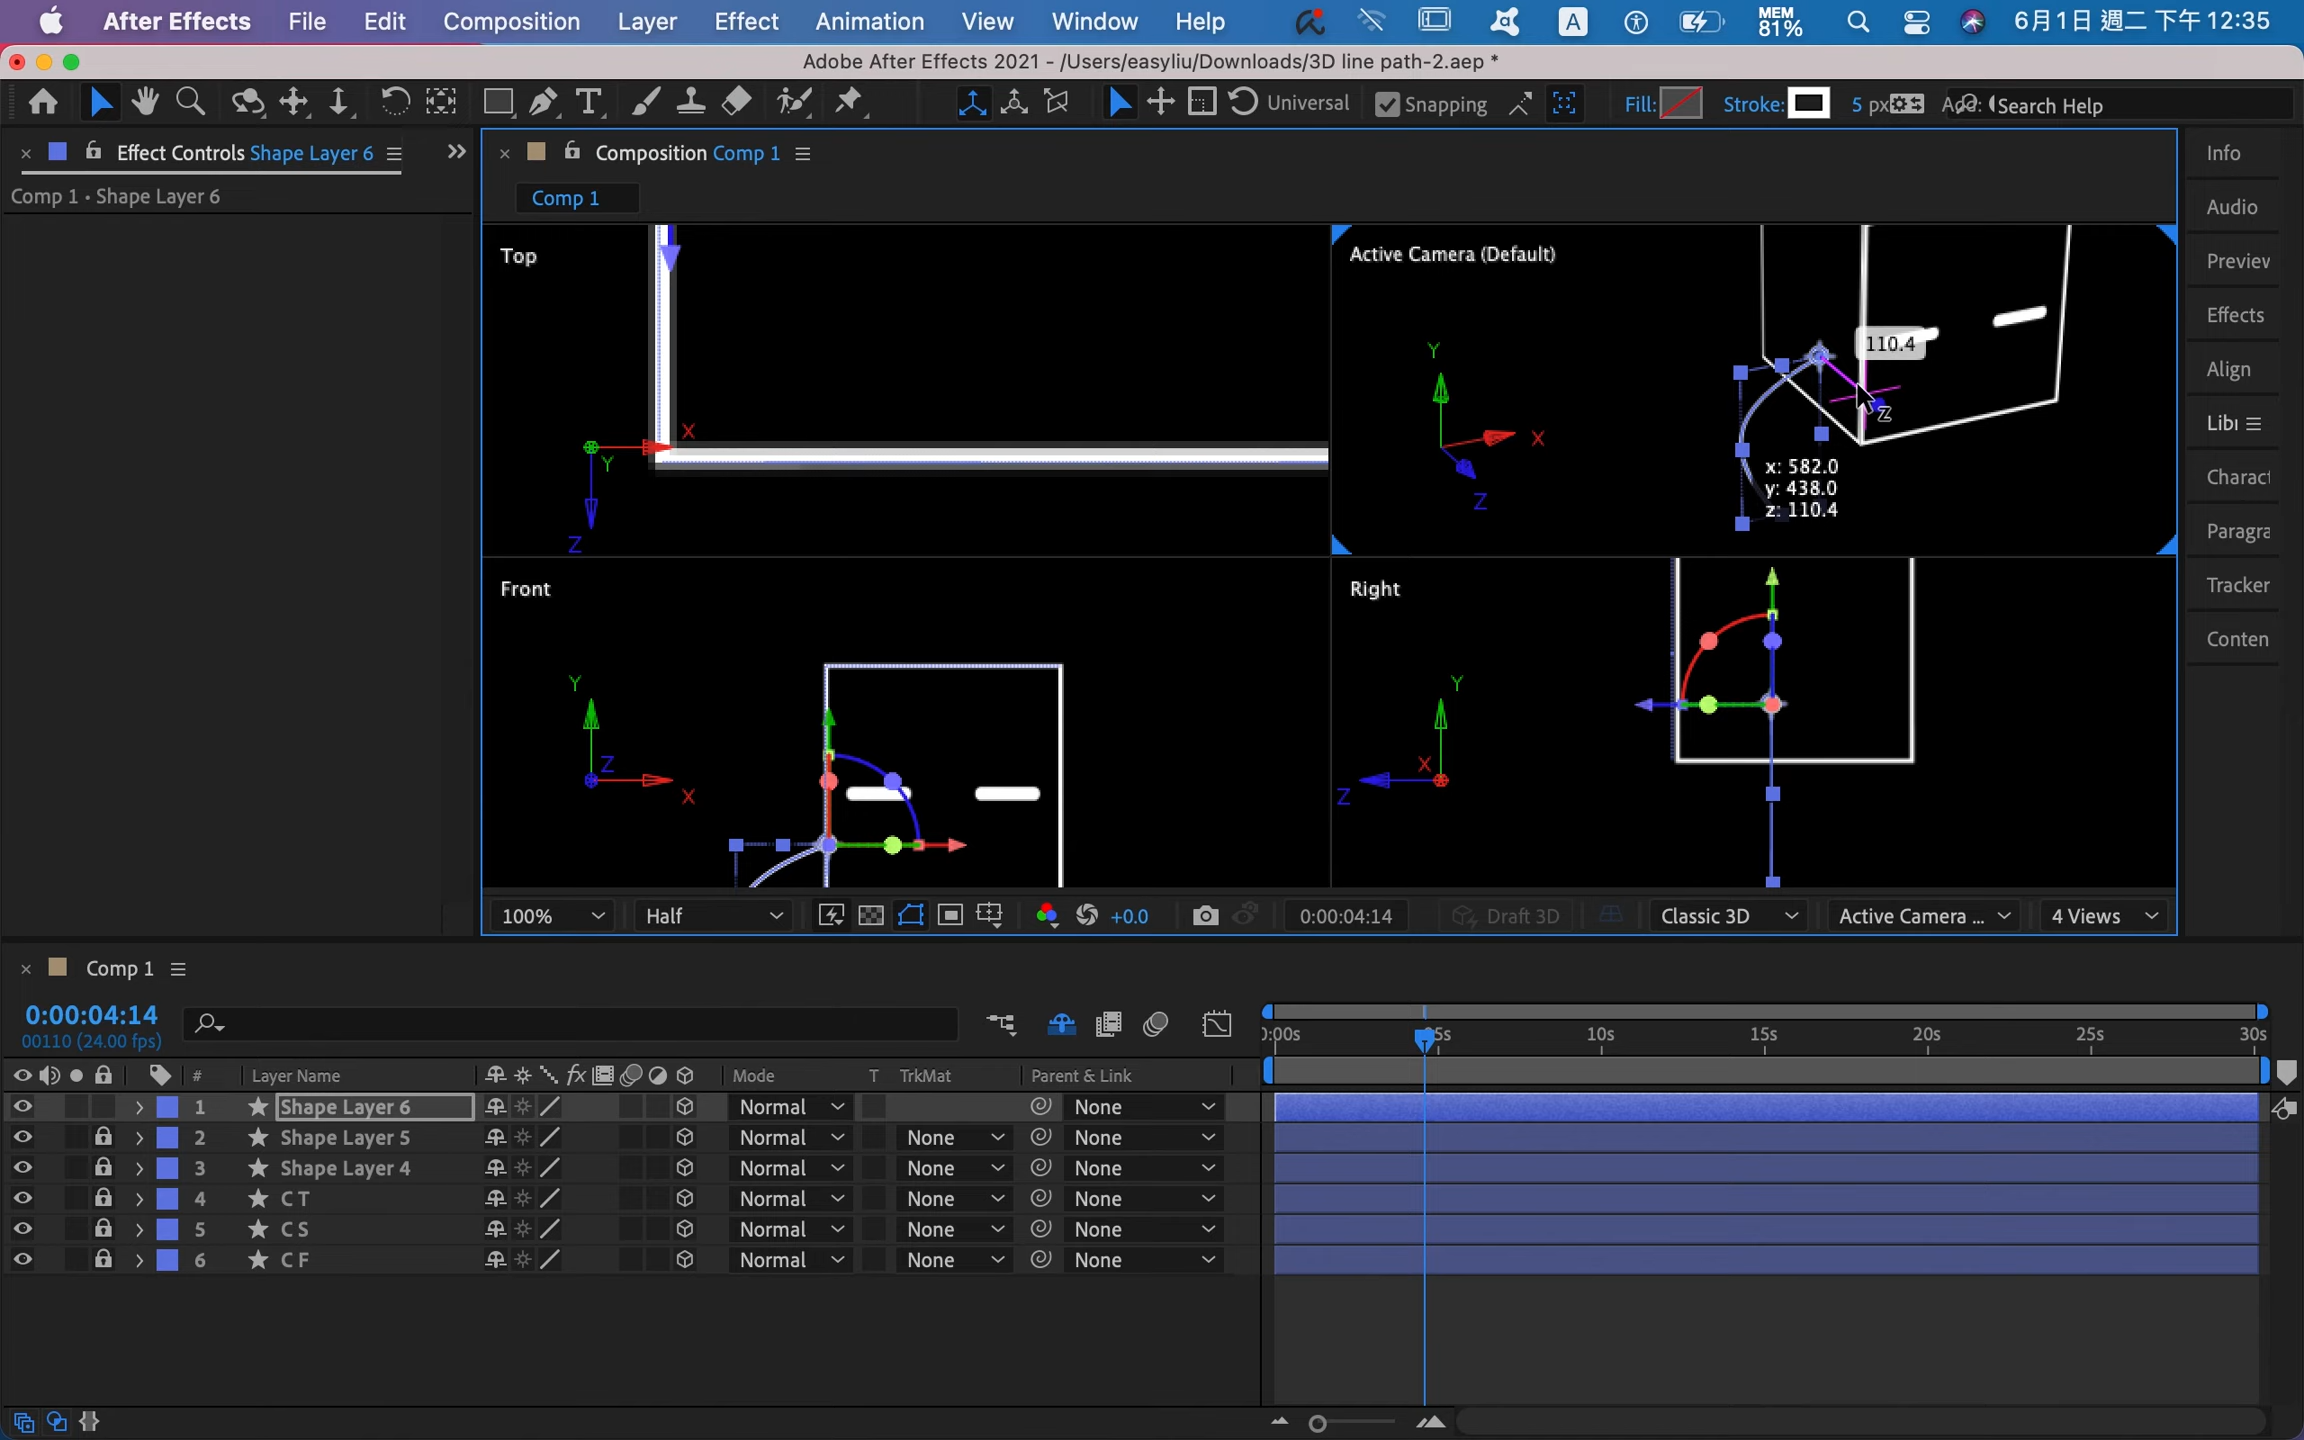 After Effects File Edit Composition Layer Effect Animation View Window Help A MEM 81% 6月1日 週二 下午 12:35
Adobe After Effects 2021 - /Users/easyliu/Downloads/3D line path-2.aep *
Universal Snapping Fill: Stroke: 5 px Search Help
Effect Controls Shape Layer 6
Composition Comp 1
Info
Comp 1 • Shape Layer 6
Comp 1
Audio
Top
Active Camera (Default)
Preview
Effects
110.4
Y
Align
X
Y
X
Z
Libr
Z
x: 582.0
y: 438.0
z: 110.4
Z
Charact
Paragra
Front
Right
Tracker
Y
Z
X
Y
X
Z
Conten
100% Half +0.0 0:00:04:14 Draft 3D Classic 3D Active Camera ... 4 Views
Comp 1
0:00:04:14
00110 (24.00 fps)
):00s 05s 10s 15s 20s 25s 30s
# Layer Name fx Mode T TrkMat Parent & Link
1 Shape Layer 6 Normal None
2 Shape Layer 5 Normal None None
3 Shape Layer 4 Normal None None
4 C T Normal None None
5 C S Normal None None
6 C F Normal None None